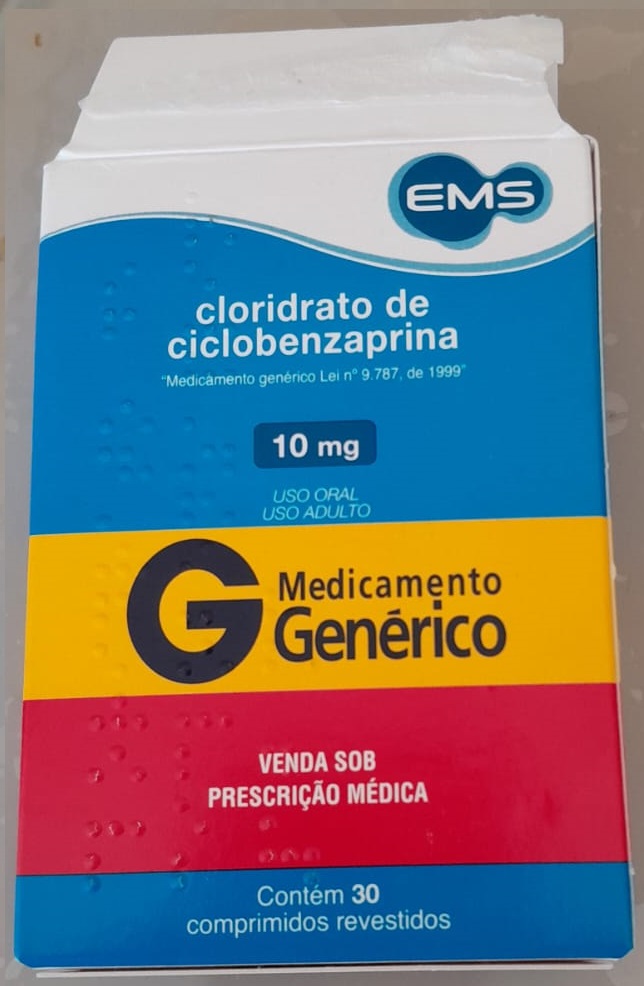 EMS
cloridrato de
ciclobenzaprina
"Medicamento genérico Lei nº 9.787, de 1999"
10 mg
USO ORAL
USO ADULTO
G Medicamento
Genérico
VENDA SOB
PRESCRIÇÃO MÉDICA
Contém 30
comprimidos revestidos